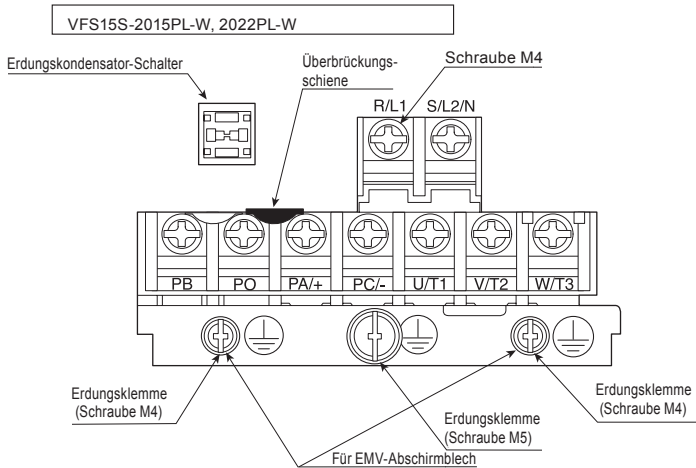 VFS15S-2015PL-W, 2022PL-W
Erdungskondensator-Schalter
Überbrückungs-
schiene
Schraube M4
R/L1 S/L2/N
PB PO PA/+ PC/- U/T1 V/T2 W/T3
Erdungsklemme
(Schraube M4)
Erdungsklemme
(Schraube M5)
Erdungsklemme
(Schraube M4)
Für EMV-Abschirmblech